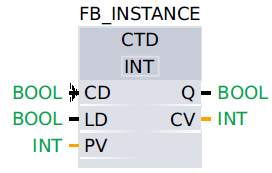 FB_INSTANCE
CTD
INT
BOOL CD Q BOOL
BOOL LD CV INT
INT PV